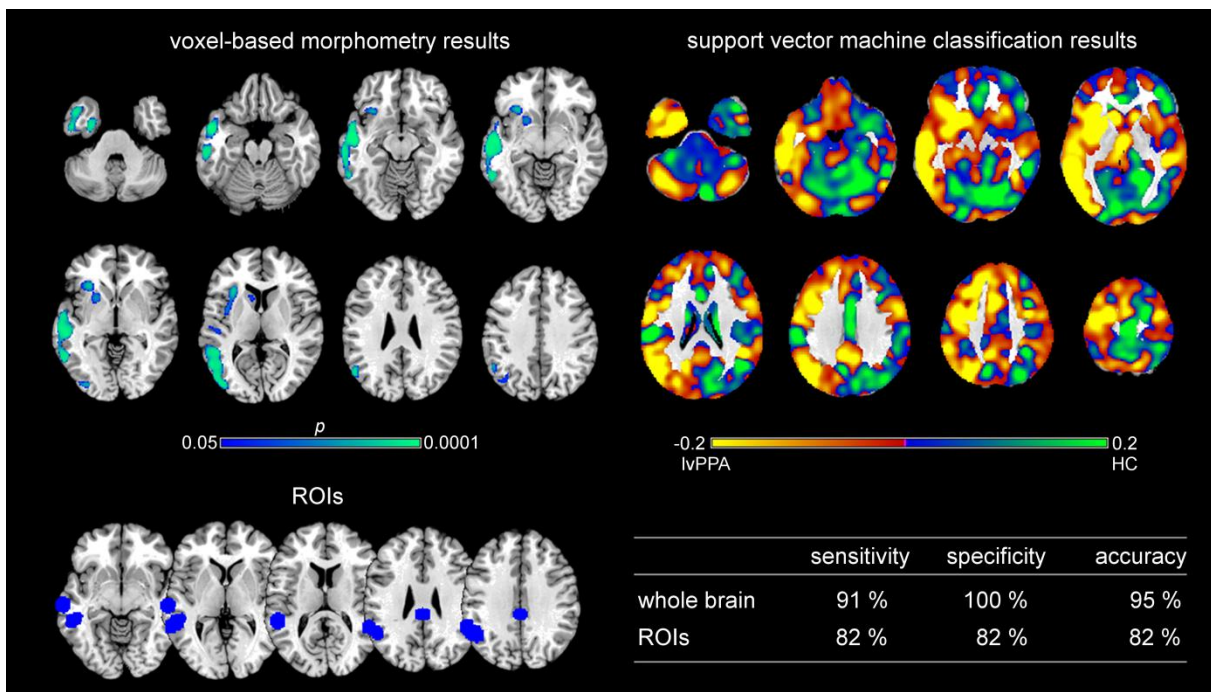 voxel-based morphometry results
support vector machine classification results
p
0.05 0.0001
-0.2 0.2
lvPPA HC
ROIs
sensitivity specificity accuracy
whole brain 91 % 100 % 95 %
ROIs 82 % 82 % 82 %